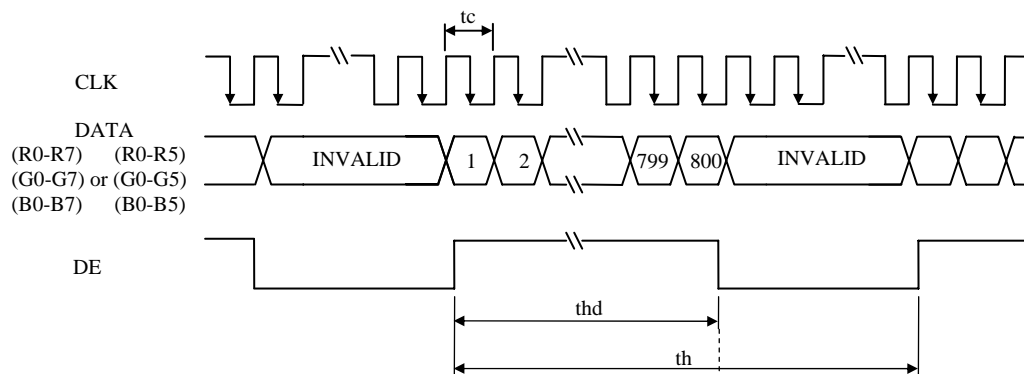 tc
CLK
DATA
(R0-R7) (R0-R5)
(G0-G7) or (G0-G5)
(B0-B7) (B0-B5)
INVALID 1 2 799 800 INVALID
DE
thd
th